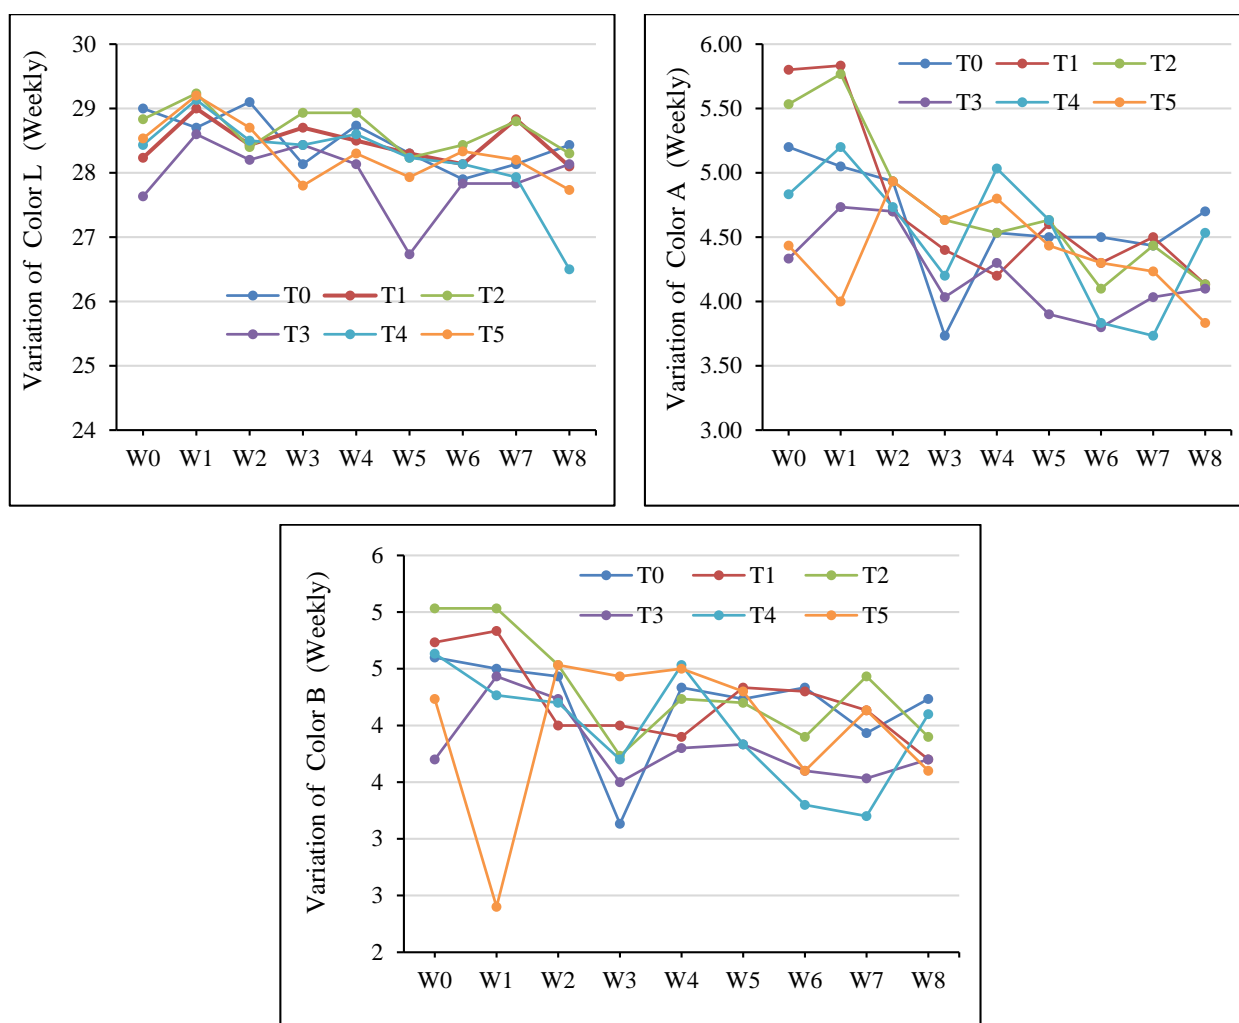 Variation of Color L (Weekly)
30
29
28
27
26
25
24
T0 T1 T2
T3 T4 T5
W0 W1 W2 W3 W4 W5 W6 W7 W8
Variation of Color A (Weekly)
6.00
5.50
5.00
4.50
4.00
3.50
3.00
T0 T1 T2
T3 T4 T5
W0 W1 W2 W3 W4 W5 W6 W7 W8
Variation of Color B (Weekly)
6
5
5
4
4
3
3
2
T0 T1 T2
T3 T4 T5
W0 W1 W2 W3 W4 W5 W6 W7 W8